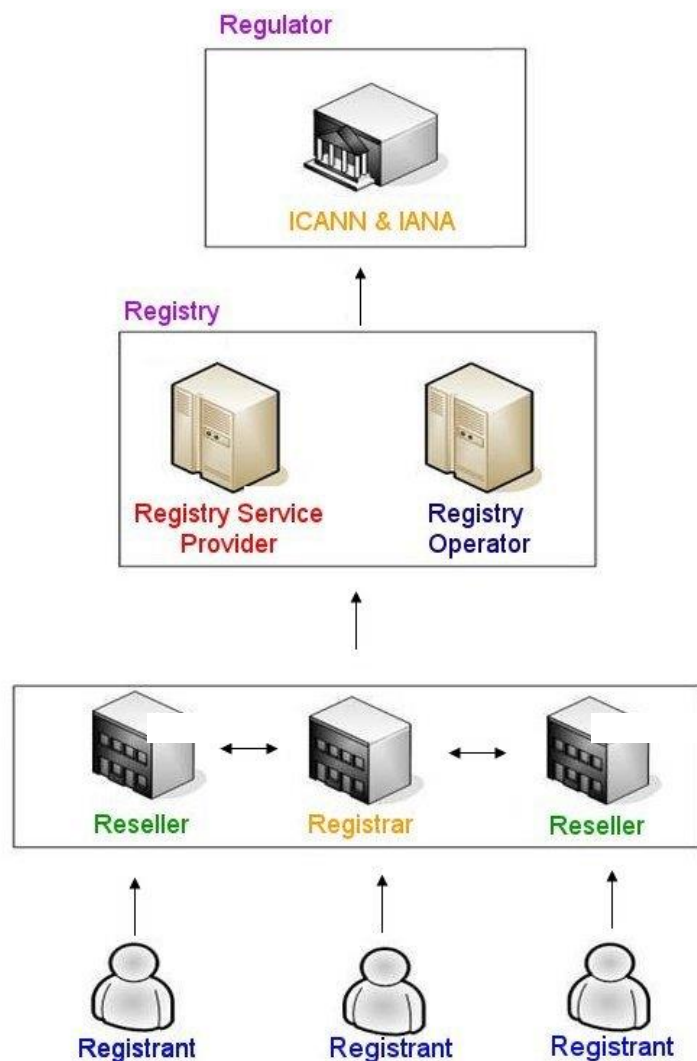 Regulator
ICANN & IANA
Registry
Registry Service
Provider
Registry
Operator
Reseller
Registrar
Reseller
Registrant
Registrant
Registrant